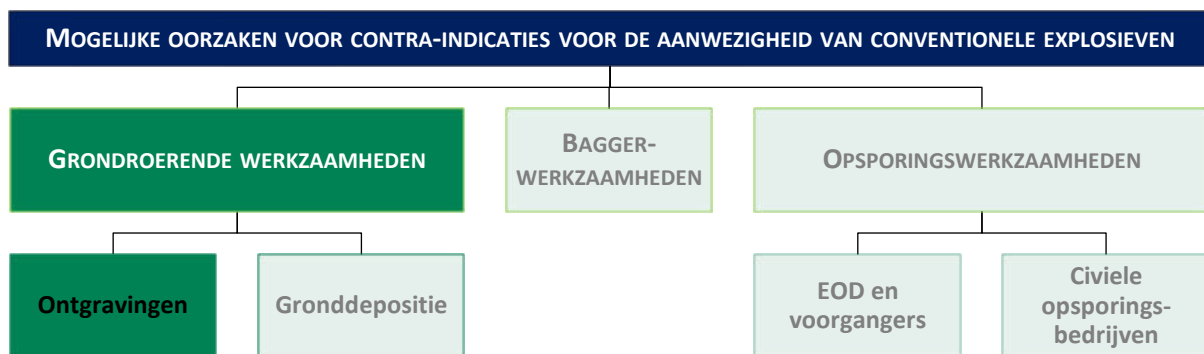 MOGELIJKE OORZAKEN VOOR CONTRA-INDICATIES VOOR DE AANWEZIGHEID VAN CONVENTIONELE EXPLOSIEVEN
GRONDROERENDE WERKZAAMHEDEN
BAGGER-
WERKZAAMHEDEN
OPSPORINGSWERKZAAMHEDEN
Ontgravingen
Gronddepositie
EOD en
voorgangers
Civiele
opsporings-
bedrijven